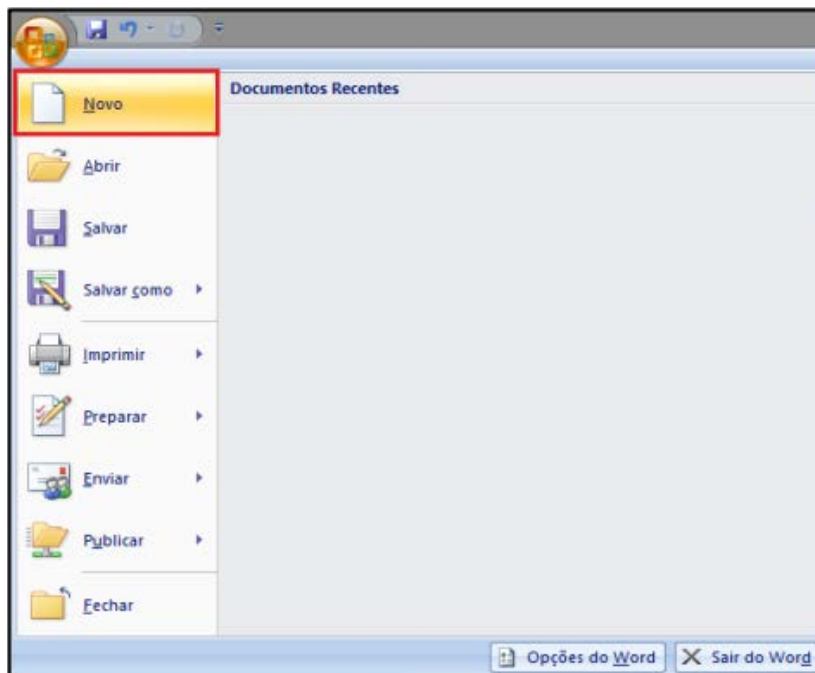 Novo
Documentos Recentes
Abrir
Salvar
Salvar como
Imprimir
Preparar
Enviar
Publicar
Fechar
Opções do Word
Sair do Word